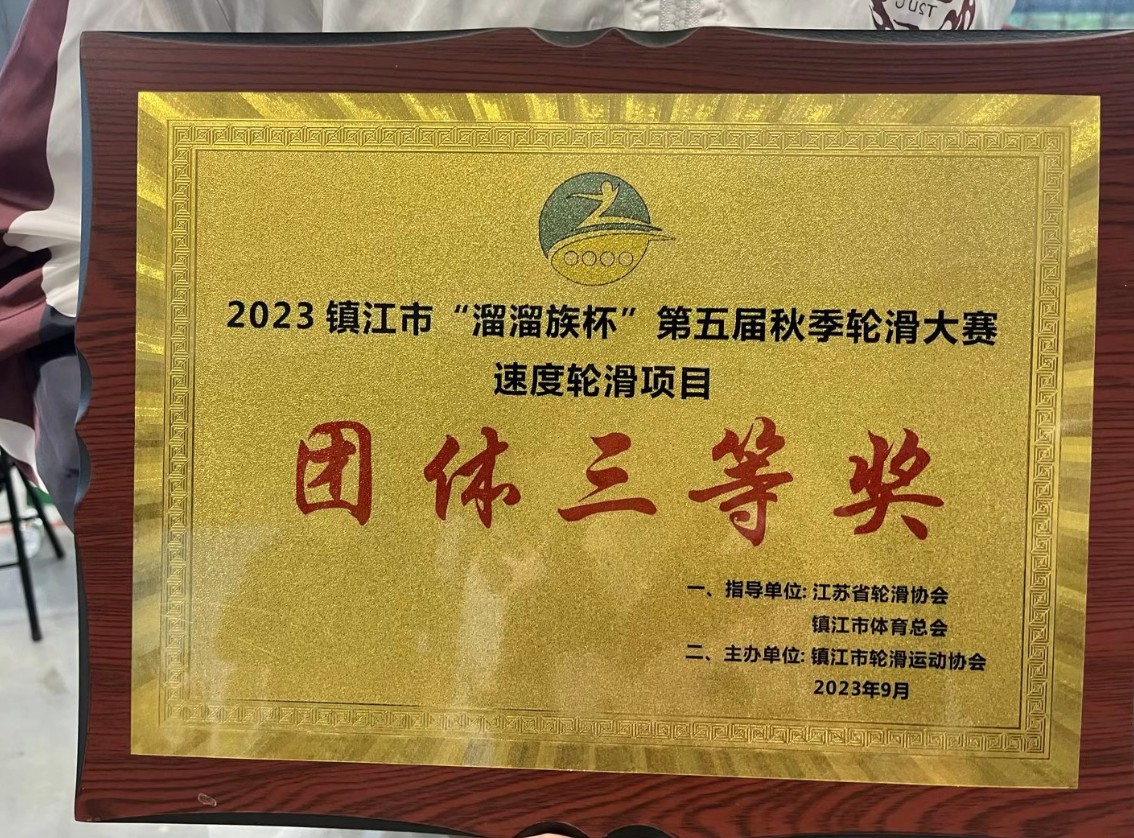 JUST
2023 镇江市“溜溜族杯”第五届秋季轮滑大赛
速度轮滑项目
团体三等奖
一、指导单位: 江苏省轮滑协会
镇江市体育总会
二、主办单位: 镇江市轮滑运动协会
2023年9月